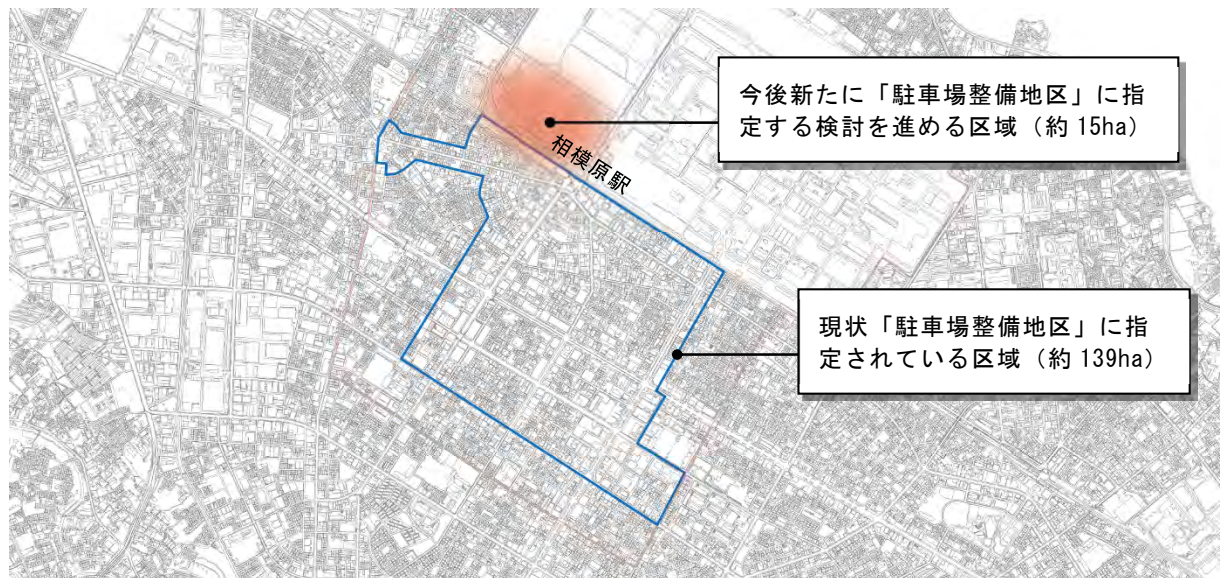 今後新たに「駐車場整備地区」に指
定する検討を進める区域（約 15ha）
相模原駅
現状「駐車場整備地区」に指
定されている区域（約 139ha）